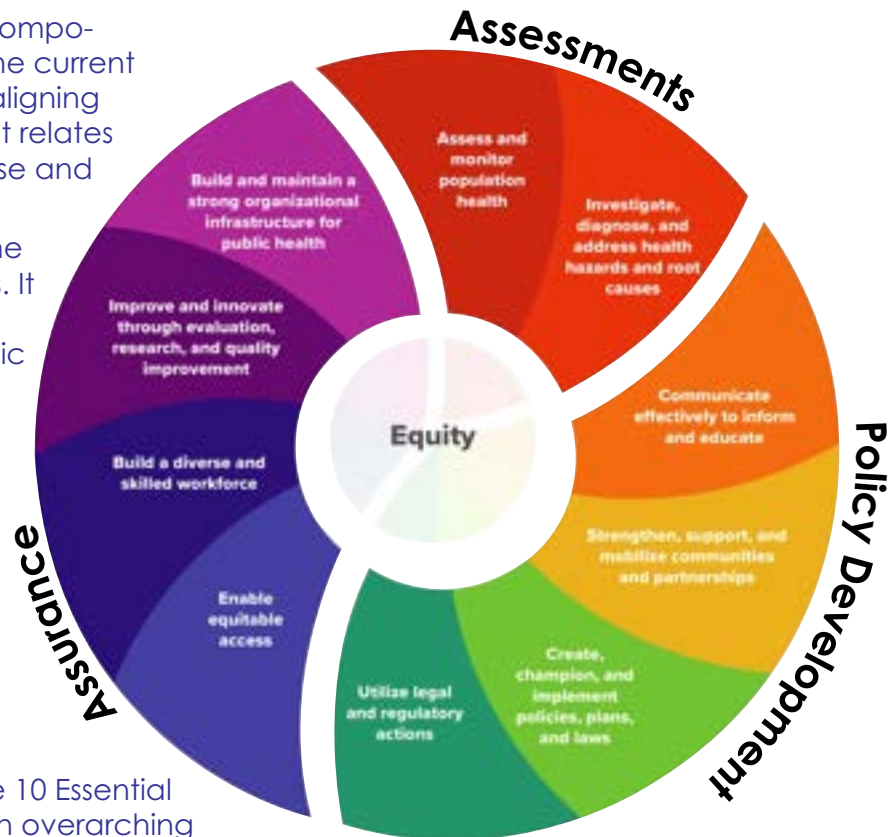 ompo-
ne current
aligning
t relates
se and
ne
s. It
ic
e 10 Essential
n overarching
Assessments
Assess and
monitor
population
health
Investigate,
diagnose, and
address health
hazards and root
causes
Policy Development
Communicate
effectively to inform
and educate
Strengthen, support, and
mobilize communities
and partnerships
Create,
champion, and
implement
policies, plans,
and laws
Utilize legal
and regulatory
actions
Assurance
Enable
equitable
access
Build a diverse and
skilled workforce
Improve and innovate
through evaluation,
research, and quality
improvement
Build and maintain a
strong organizational
infrastructure for
public health
Equity